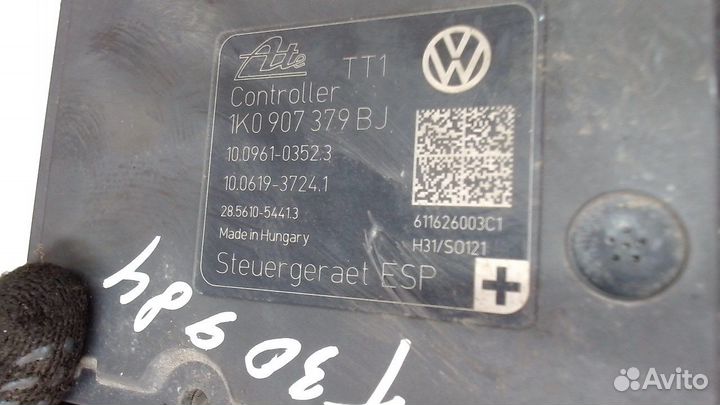 Ate TT1
Controller
1K0 907 379 BJ
10.0961-0352.3
10.0619-3724.1
28.5610-5441.3
Made in Hungary
611626003C1
H31/S0121
Steuergeraet ESP
T30984
Avito